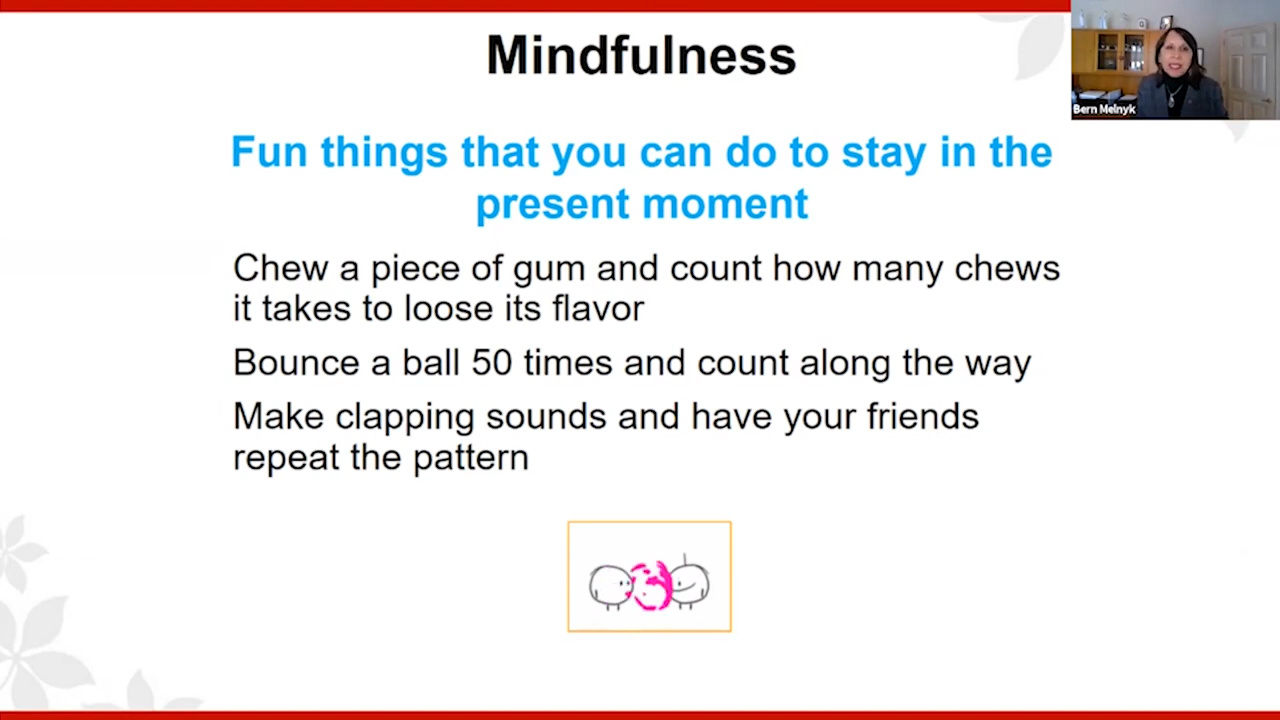 Mindfulness
Bern Melnyk
Fun things that you can do to stay in the
present moment
Chew a piece of gum and count how many chews
it takes to loose its flavor
Bounce a ball 50 times and count along the way
Make clapping sounds and have your friends
repeat the pattern